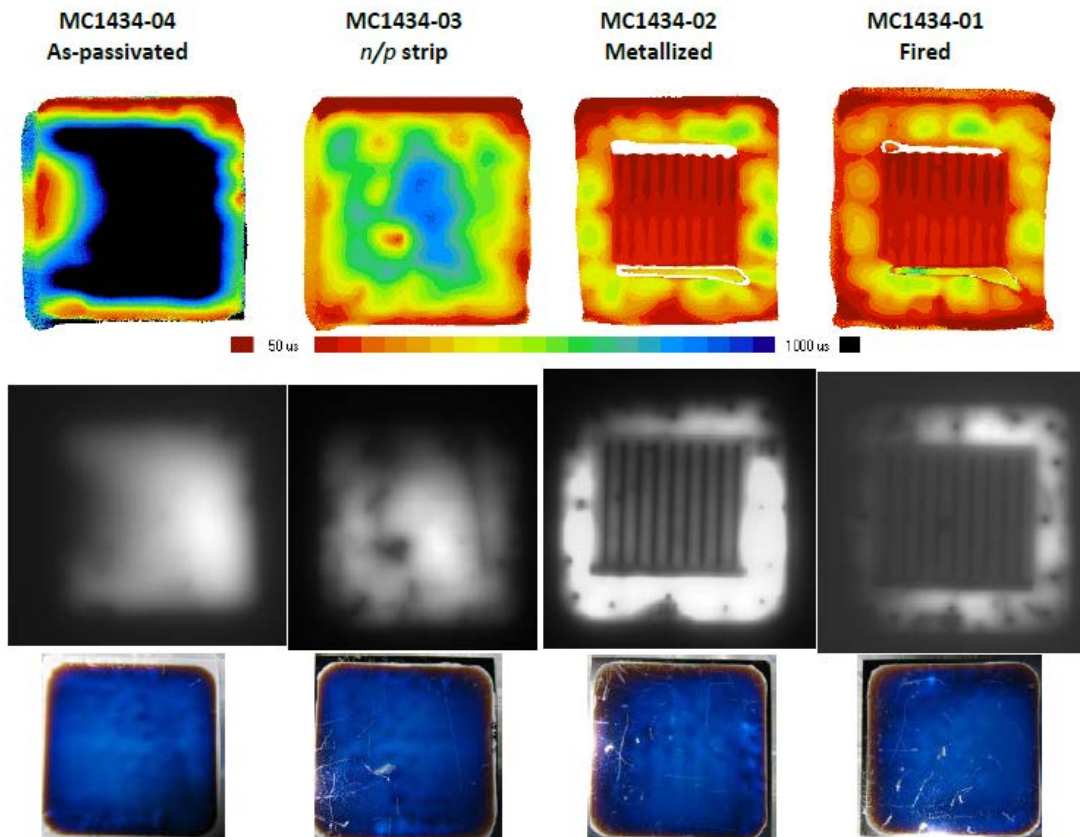 MC1434-04
As-passivated
MC1434-03
n/p strip
MC1434-02
Metallized
MC1434-01
Fired
50 us
1000 us